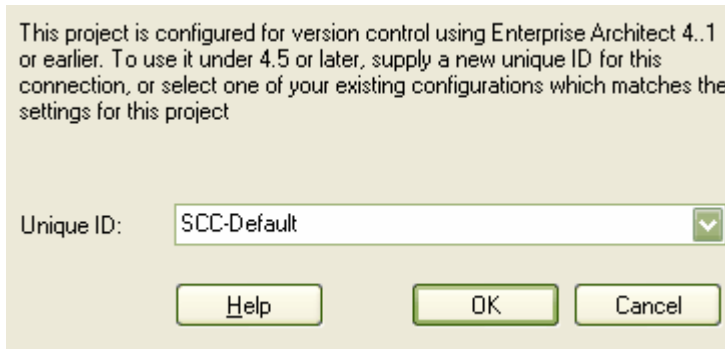 This project is configured for version control using Enterprise Architect 4..1
or earlier. To use it under 4.5 or later, supply a new unique ID for this
connection, or select one of your existing configurations which matches the
settings for this project
Unique ID: SCC-Default
Help OK Cancel